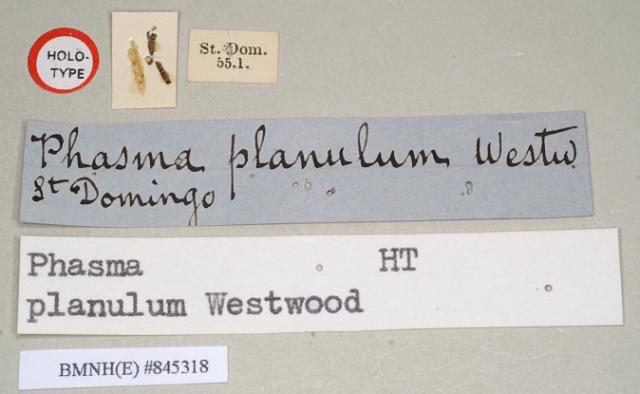 HOLO-
TYPE
St. Dom.
55.1.
Phasma planulum Westw.
St Domingo
Phasma HT
planulum Westwood
BMNH(E) #845318